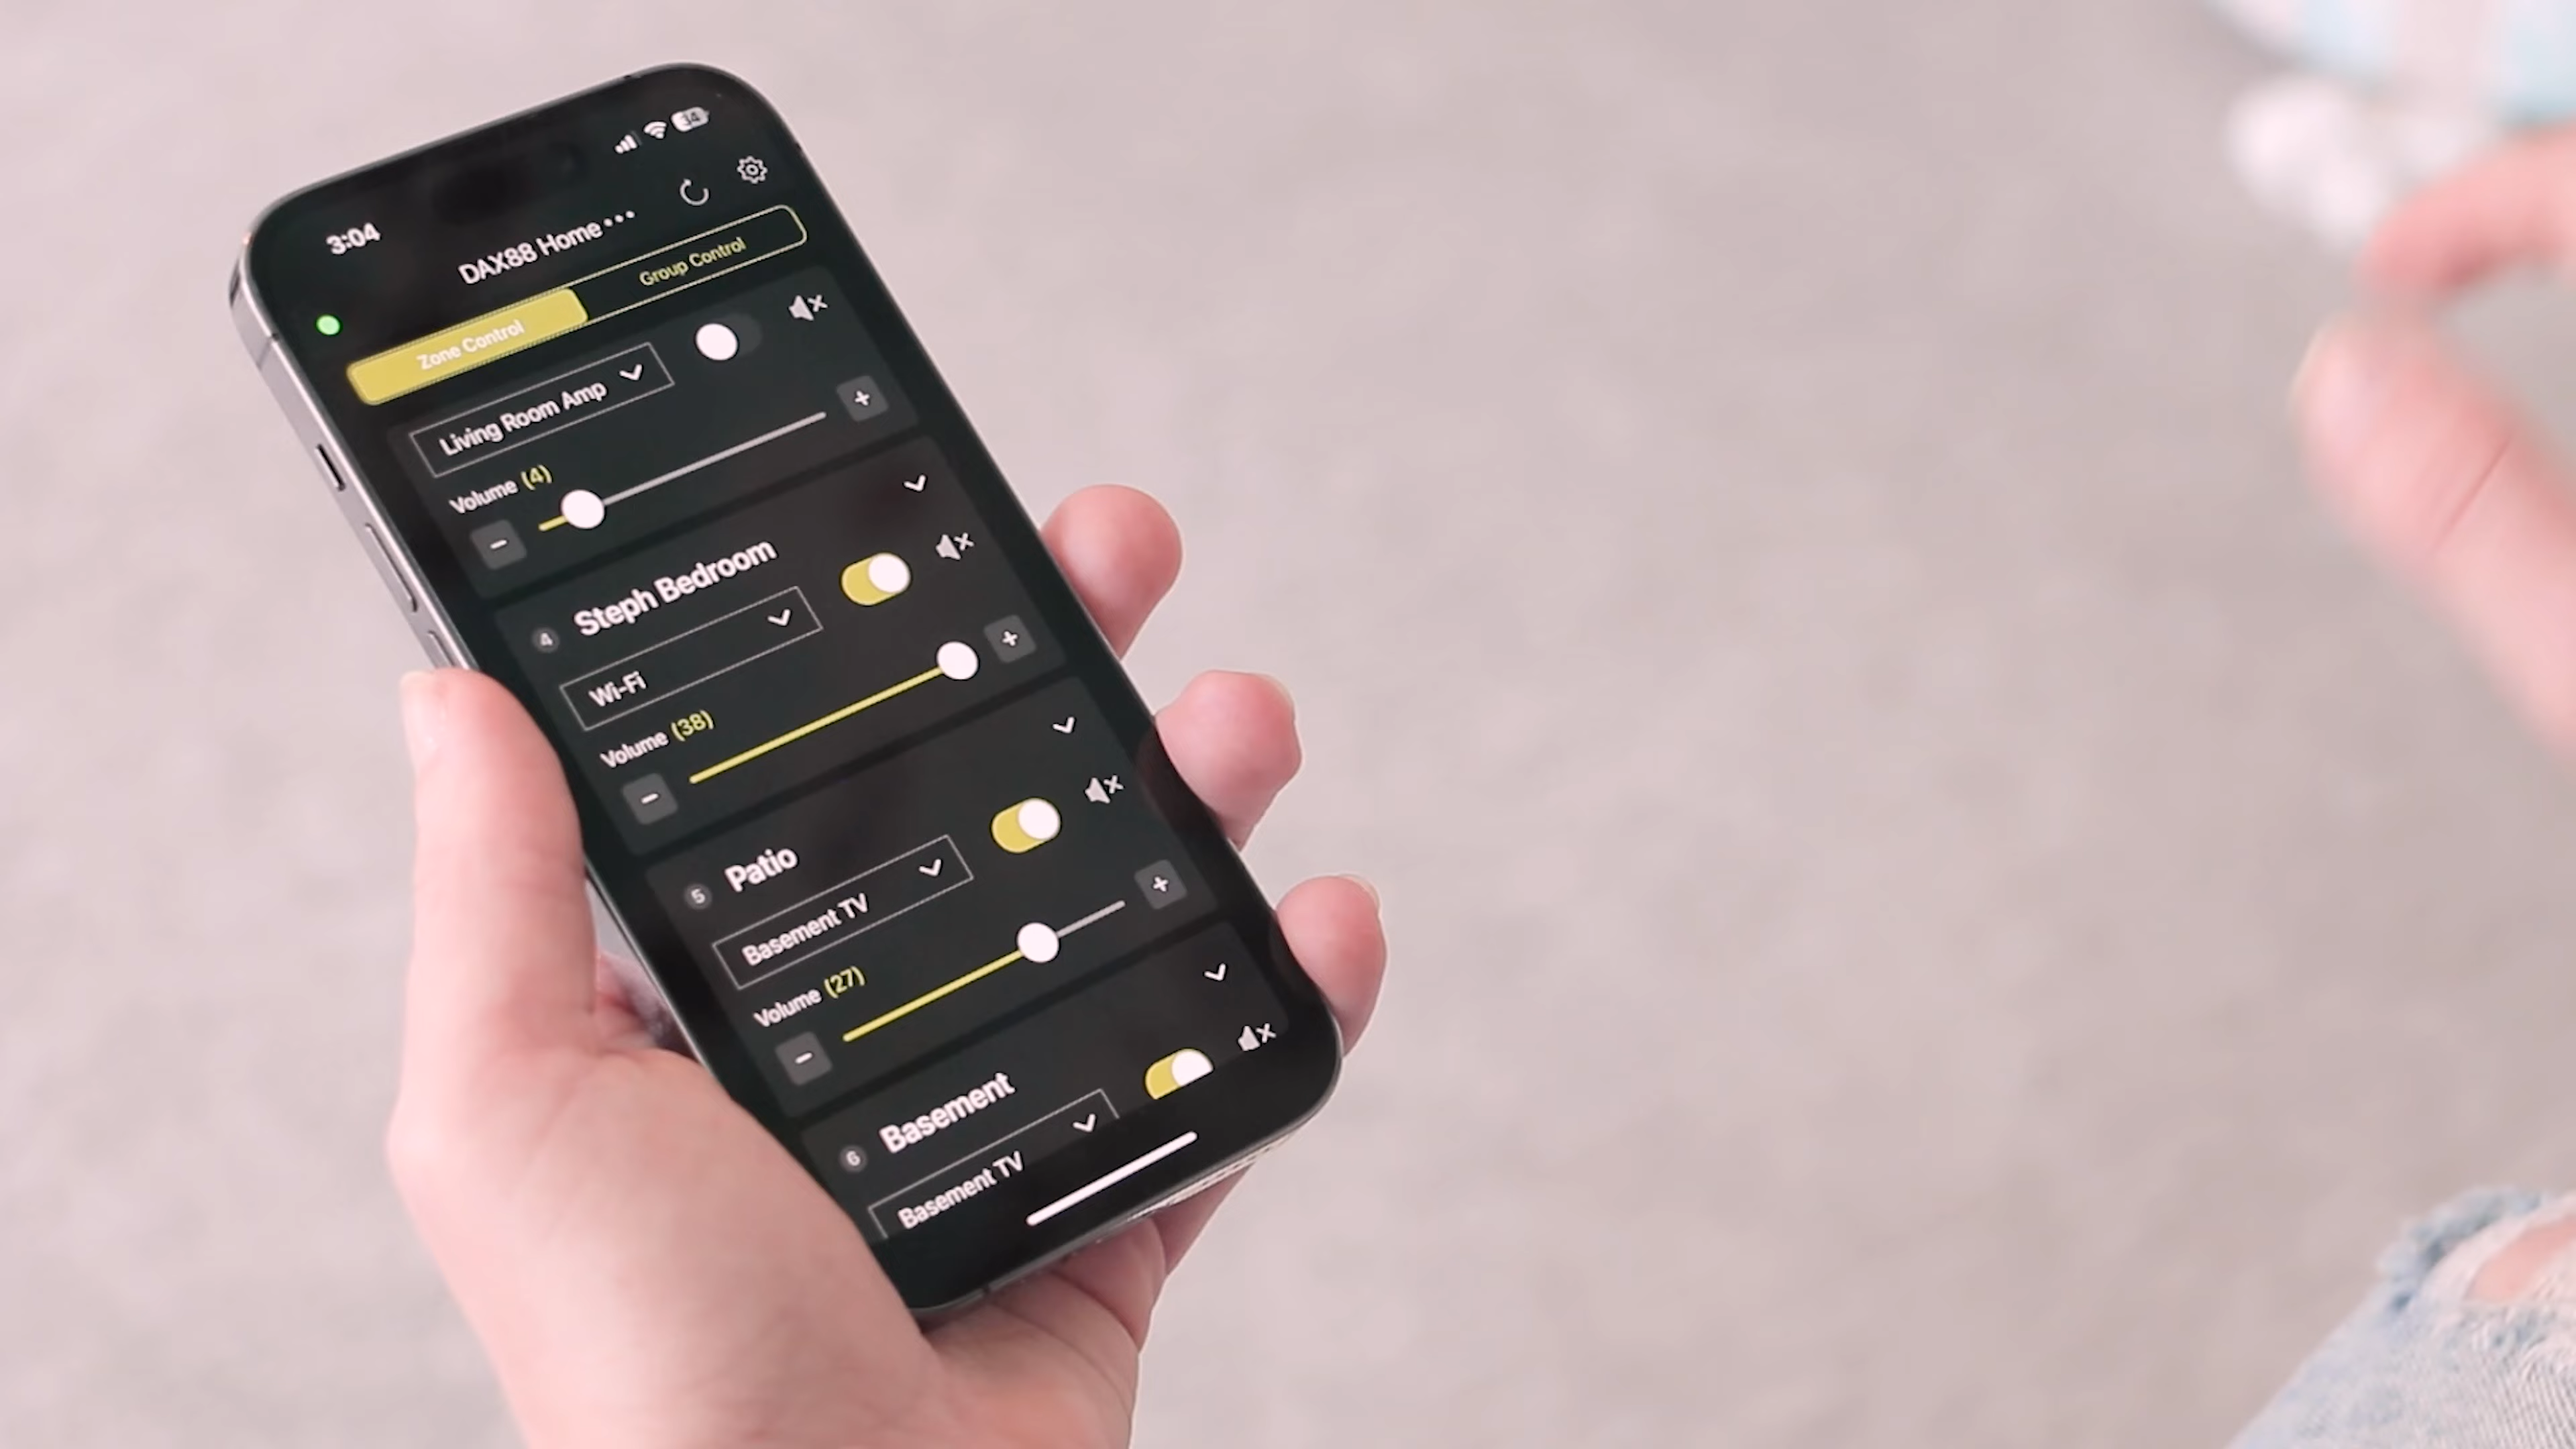 3:04
34
DAX88 Home •••
Zone Control
Group Control
Living Room Amp
Volume (4)
4 Steph Bedroom
Wi-Fi
Volume (38)
5 Patio
Basement TV
Volume (27)
6 Basement
Basement TV